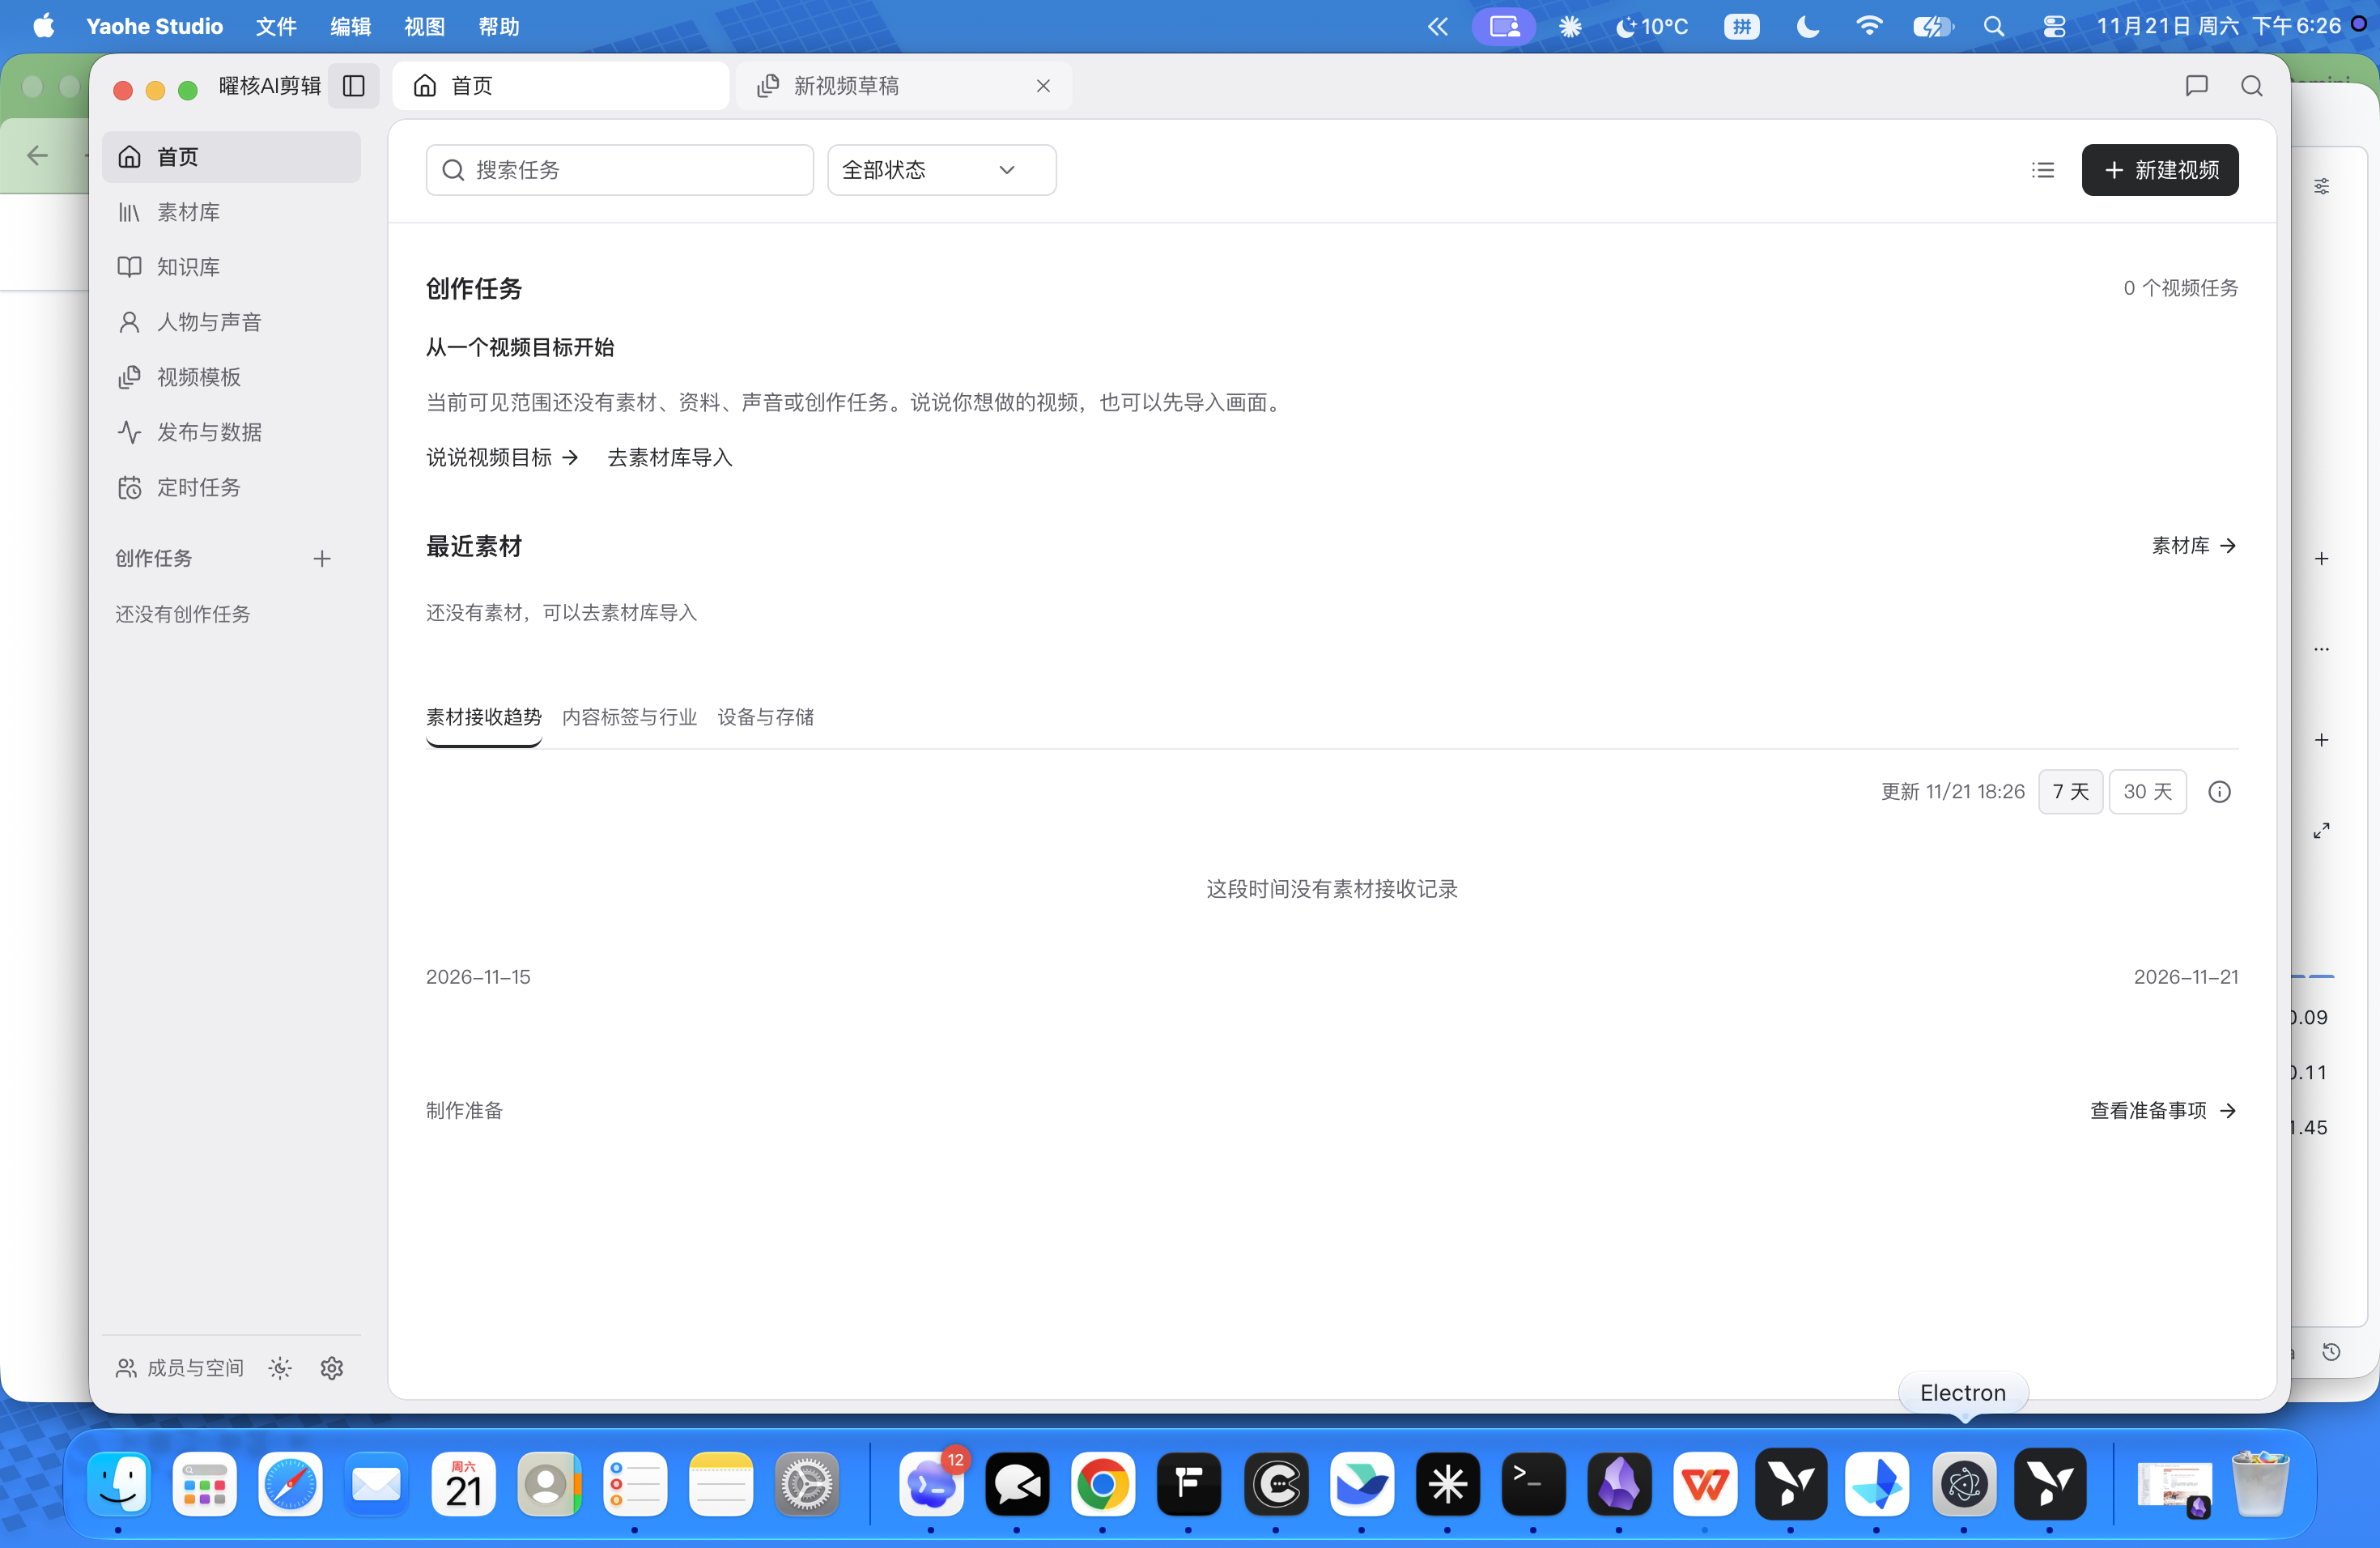 Yaohe Studio 文件 编辑 视图 帮助
10°C 拼 11月21日 周六 下午6:26
曜核AI剪辑 首页 新视频草稿
首页
素材库
知识库
人物与声音
视频模板
发布与数据
定时任务
创作任务
还没有创作任务
成员与空间
搜索任务 全部状态 新建视频
创作任务 0 个视频任务
从一个视频目标开始
当前可见范围还没有素材、资料、声音或创作任务。说说你想做的视频，也可以先导入画面。
说说视频目标 → 去素材库导入
最近素材 素材库 →
还没有素材，可以去素材库导入
素材接收趋势 内容标签与行业 设备与存储
更新 11/21 18:26 7 天 30 天
这段时间没有素材接收记录
2026-11-15 2026-11-21
制作准备 查看准备事项 →
.09
.11
.45
Electron
周六
21
12